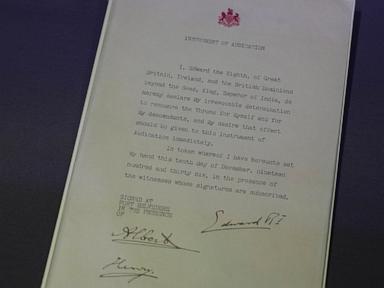 INSTRUMENT OF ABDICATION
I, Edward the Eighth, of Great
Britain, Ireland, and the British Dominions
beyond the Seas, King, Emperor of India, do
hereby declare My irrevocable determination
to renounce the Throne for Myself and for
My descendants, and My desire that effect
should be given to this Instrument of
Abdication immediately.
In token whereof I have hereunto set
My hand this tenth day of December, nineteen
hundred and thirty six, in the presence of
the witnesses whose signatures are subscribed.
SIGNED AT
FORT BELVEDERE
IN THE PRESENCE
OF
Edward R I
Albert
Henry.